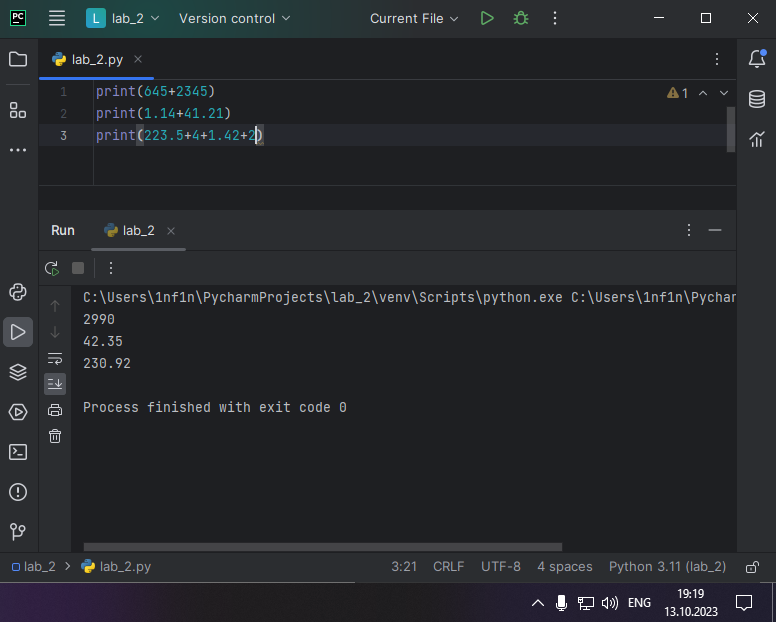 PC L lab_2 Version control Current File
lab_2.py
1 print(645+2345) 1
2 print(1.14+41.21)
3 print(223.5+4+1.42+2)
Run lab_2
C:\Users\1nf1n\PycharmProjects\lab_2\venv\Scripts\python.exe C:\Users\1nf1n\Pychar
2990
42.35
230.92
Process finished with exit code 0
lab_2 lab_2.py 3:21 CRLF UTF-8 4 spaces Python 3.11 (lab_2)
ENG 19:19
13.10.2023